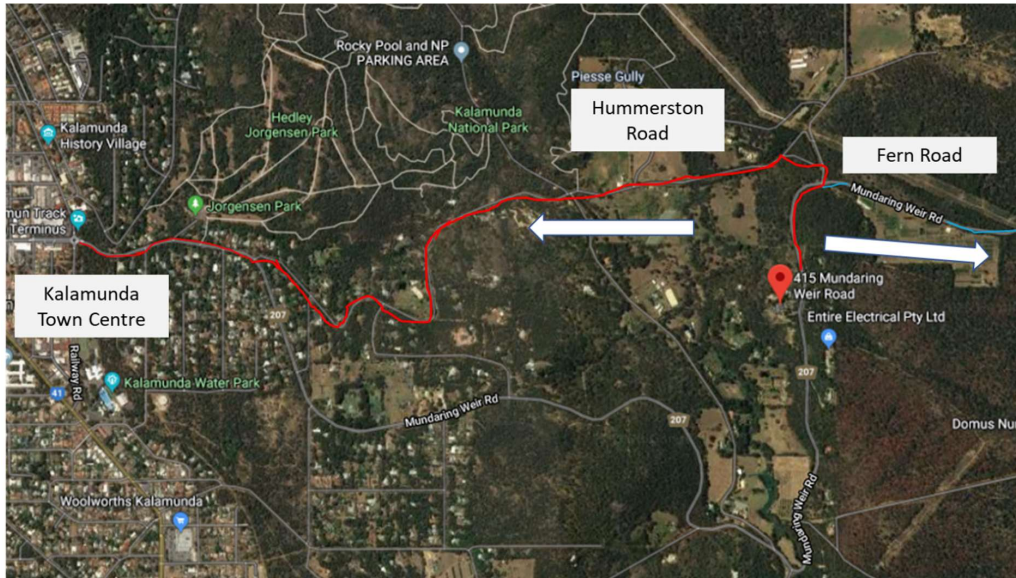 Rocky Pool and NP
PARKING AREA
Piesse Gully
Hummerston
Road
Kalamunda
History Village
Hedley
Jorgensen Park
Kalamunda
National Park
Fern Road
Mundaring Weir Rd
Jorgensen Park
mun Track
Terminus
Kalamunda
Town Centre
207
415 Mundaring
Weir Road
Entire Electrical Pty Ltd
Railway Rd
41
Kalamunda Water Park
207
Mundaring Weir Rd
207
Domus Nur
Mundaring Weir Rd
Woolworths Kalamunda